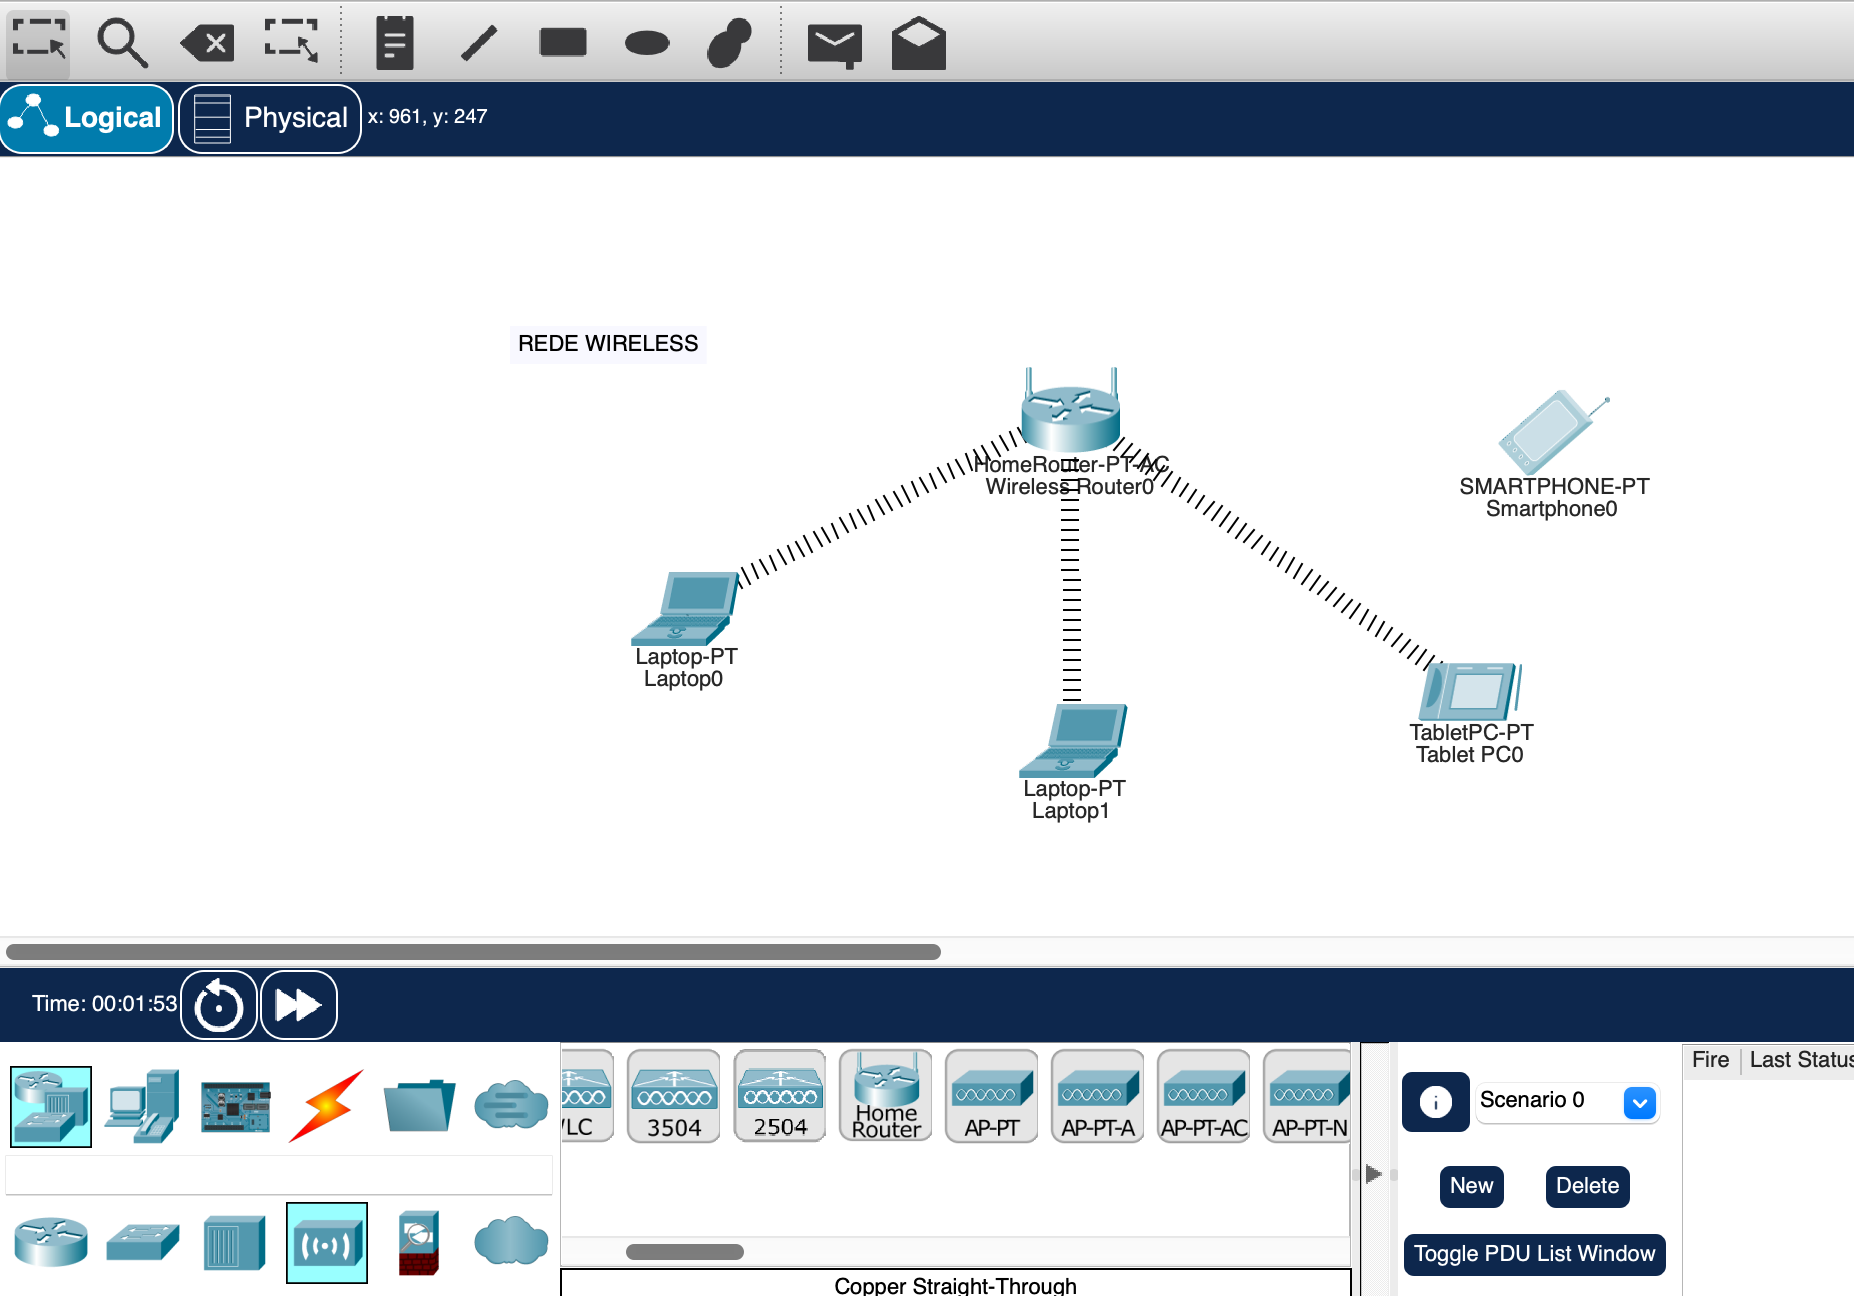 Logical
Physical
x: 961, y: 247
REDE WIRELESS
HomeRouter-PT-AC
Wireless Router0
SMARTPHONE-PT
Smartphone0
Laptop-PT
Laptop0
Laptop-PT
Laptop1
TabletPC-PT
Tablet PC0
Time: 00:01:53
LC
3504
2504
Home
Router
AP-PT
AP-PT-A
AP-PT-AC
AP-PT-N
Copper Straight-Through
i
Scenario 0
New
Delete
Toggle PDU List Window
Fire
Last Status